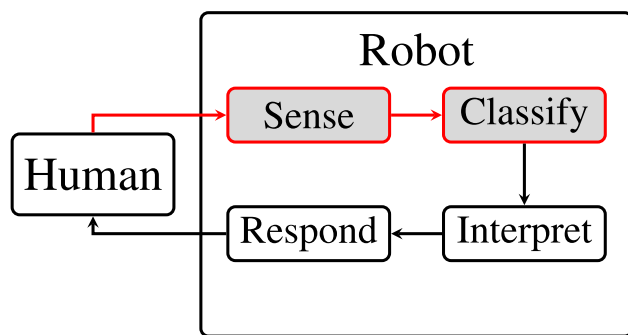 Robot
Sense
Classify
Human
Respond
Interpret